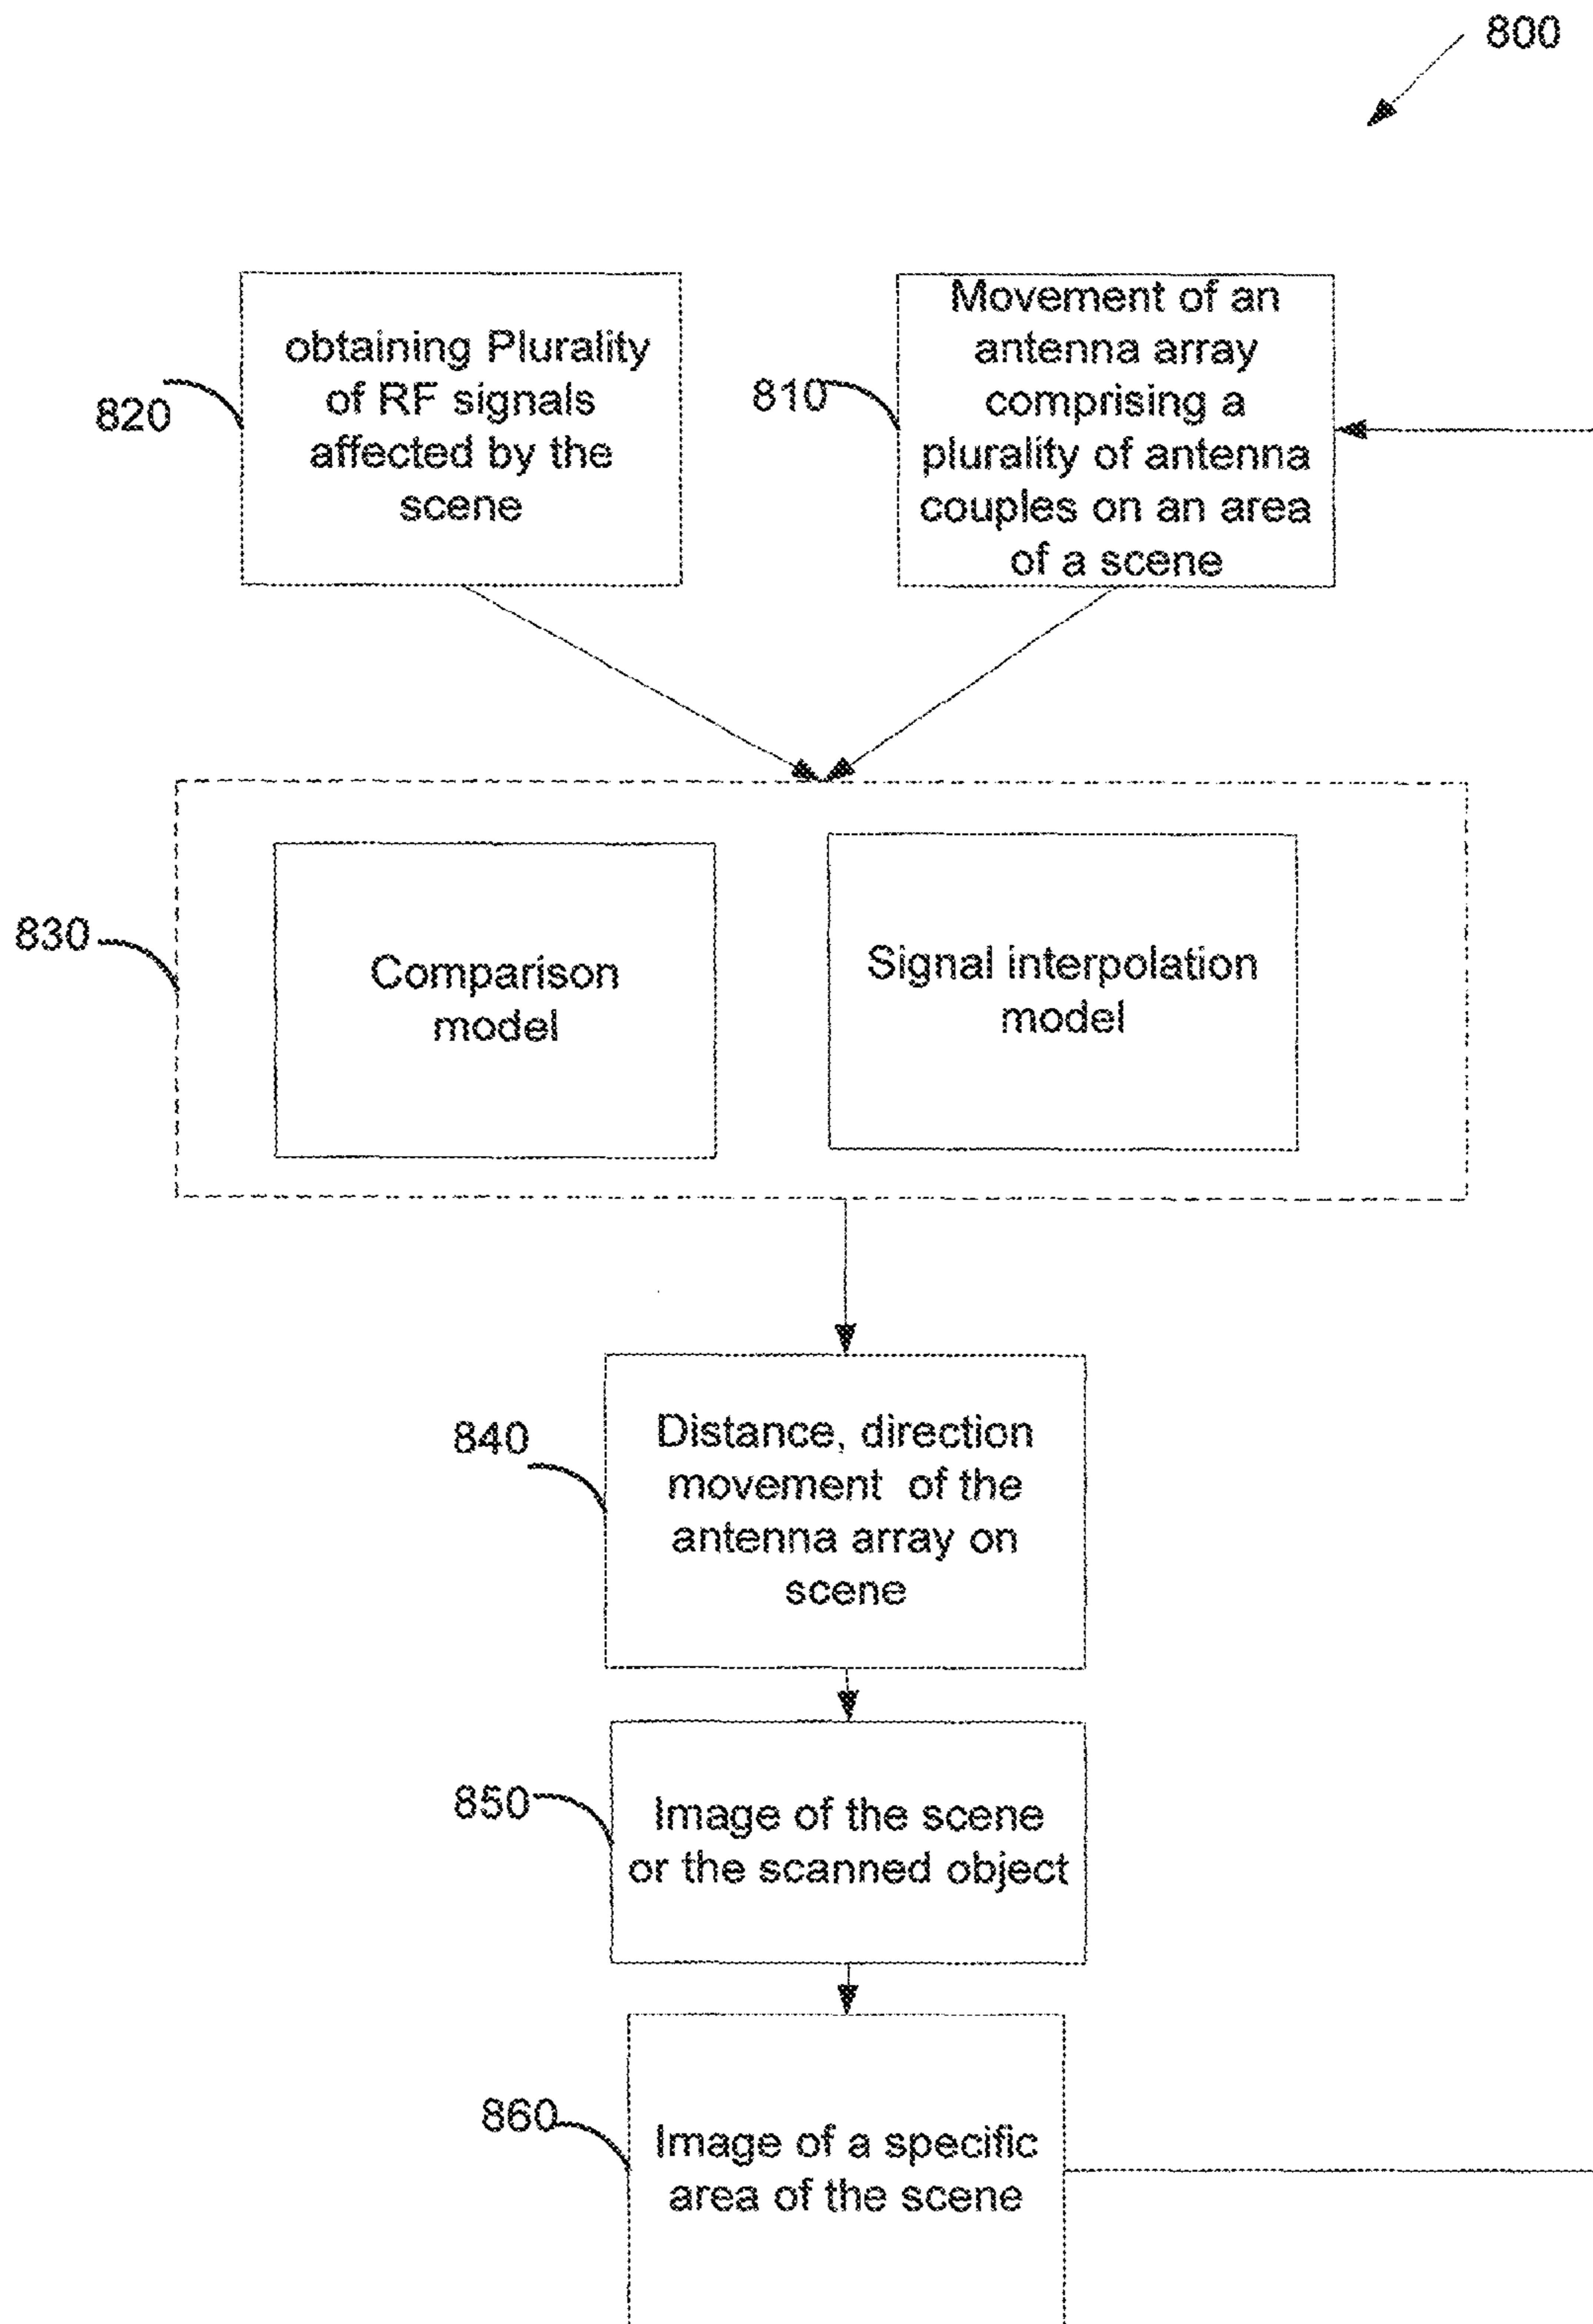 800
820
obtaining Plurality
of RF signals
affected by the
scene
810
Movement of an
antenna array
comprising a
plurality of antenna
couples on an area
of a scene
830
Comparison
model
Signal interpolation
model
840
Distance, direction
movement of the
antenna array on
scene
850
Image of the scene
or the scanned object
860
Image of a specific
area of the scene